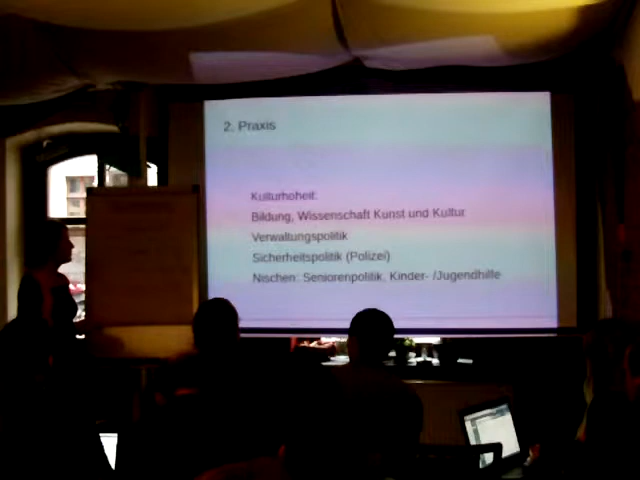 2. Praxis
Kulturhoheit:
Bildung, Wissenschaft Kunst und Kultur
Verwaltungspolitik
Sicherheitspolitik (Polizei)
Nischen: Seniorenpolitik, Kinder- /Jugendhilfe